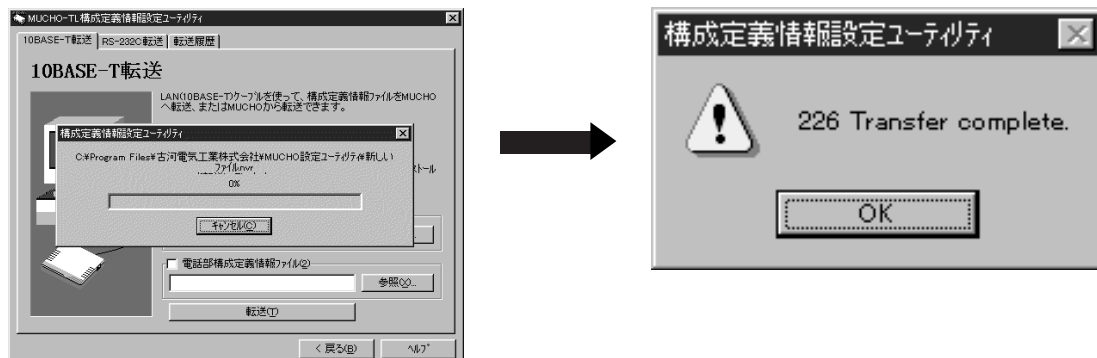 MUCHO-TL構成定義情報設定ユーティリティ
10BASE-T転送 RS-232C転送 転送履歴
10BASE-T転送
LAN(10BASE-T)ケーブルを使って、構成定義情報ファイルをMUCHO
へ転送、またはMUCHOから転送できます。
構成定義情報設定ユーティリティ
C:¥Program Files¥古河電気工業株式会社¥MUCHO設定ユーティリティ¥新しい
ファイル.nvr
トール
0%
キャンセル(C)
電話部構成定義情報ファイル(2)
参照(X)...
転送(T)
< 戻る(B) ヘルプ
構成定義情報設定ユーティリティ
226 Transfer complete.
OK